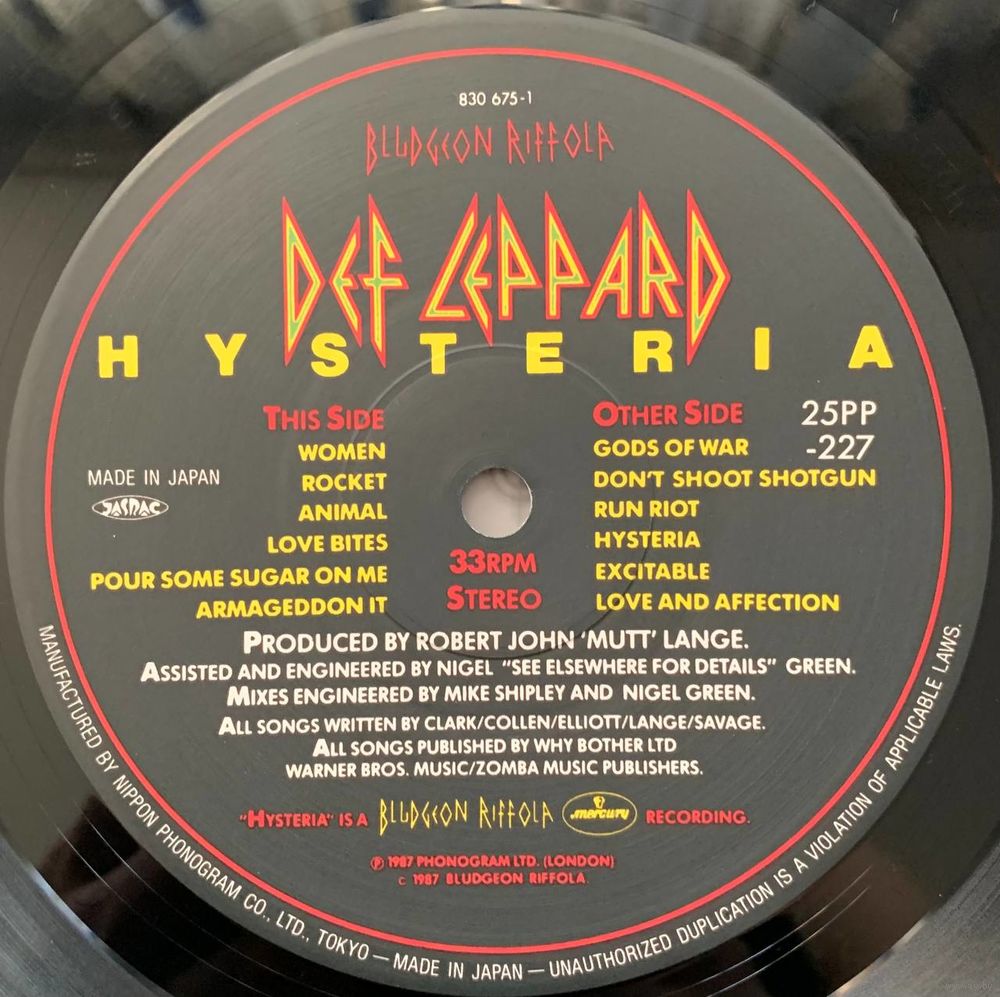 830 675-1
BLUDGEON RIFFOLA
DEF LEPPARD
HYSTERIA
THIS SIDE
WOMEN
ROCKET
ANIMAL
LOVE BITES
POUR SOME SUGAR ON ME
ARMAGEDDON IT
OTHER SIDE
GODS OF WAR
DON'T SHOOT SHOTGUN
RUN RIOT
HYSTERIA
EXCITABLE
LOVE AND AFFECTION
25PP
-227
MADE IN JAPAN
JASRAC
33RPM
STEREO
PRODUCED BY ROBERT JOHN 'MUTT' LANGE.
ASSISTED AND ENGINEERED BY NIGEL "SEE ELSEWHERE FOR DETAILS" GREEN.
MIXES ENGINEERED BY MIKE SHIPLEY AND NIGEL GREEN.
ALL SONGS WRITTEN BY CLARK/COLLEN/ELLIOTT/LANGE/SAVAGE.
ALL SONGS PUBLISHED BY WHY BOTHER LTD
WARNER BROS. MUSIC/ZOMBA MUSIC PUBLISHERS.
"HYSTERIA" IS A BLUDGEON RIFFOLA mercury RECORDING.
℗ 1987 PHONOGRAM LTD. (LONDON)
C 1987 BLUDGEON RIFFOLA.
MANUFACTURED BY NIPPON PHONOGRAM CO., LTD., TOKYO — MADE IN JAPAN — UNAUTHORIZED DUPLICATION IS A VIOLATION OF APPLICABLE LAWS.